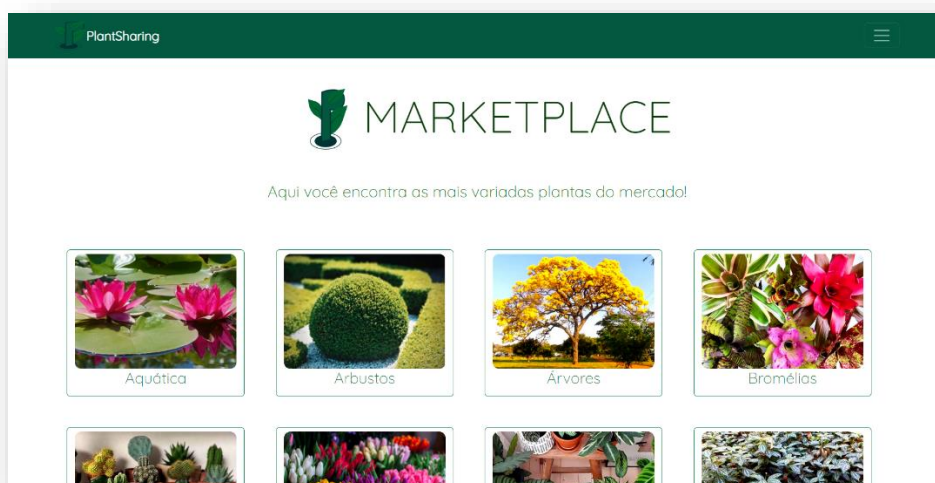 PlantSharing
MARKETPLACE
Aqui você encontra as mais variadas plantas do mercado!
Aquática
Arbustos
Árvores
Bromélias